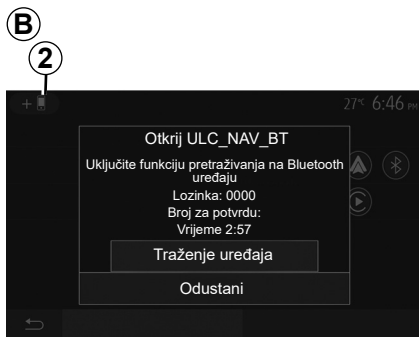 B
2
27°C 6:46 PM
Otkrij ULC_NAV_BT
Uključite funkciju pretraživanja na Bluetooth
uređaju
Lozinka: 0000
Broj za potvrdu:
Vrijeme 2:57
Traženje uređaja
Odustani